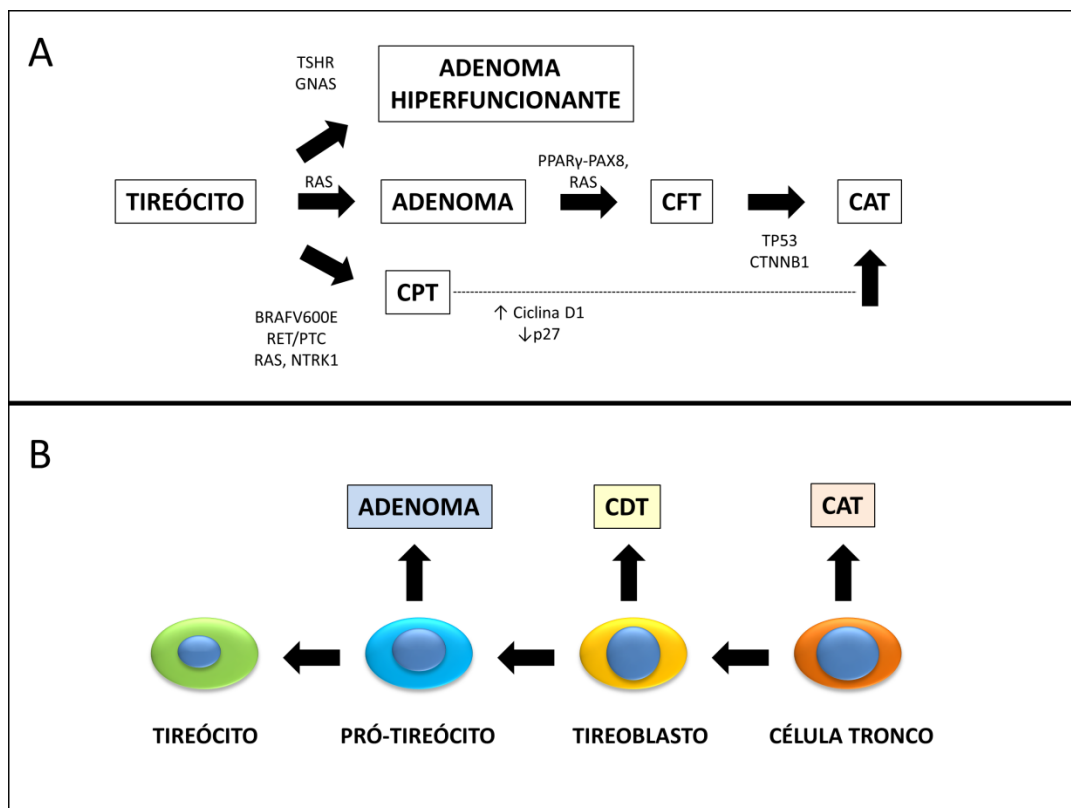 A
TSHR
GNAS
ADENOMA
HIPERFUNCIONANTE
TIREÓCITO
RAS
ADENOMA
PPARγ-PAX8,
RAS
CFT
CAT
TP53
CTNNB1
CPT
BRAFV600E
RET/PTC
RAS, NTRK1
↑ Ciclina D1
↓p27
B
ADENOMA
CDT
CAT
TIREÓCITO
PRÓ-TIREÓCITO
TIREOBLASTO
CÉLULA TRONCO